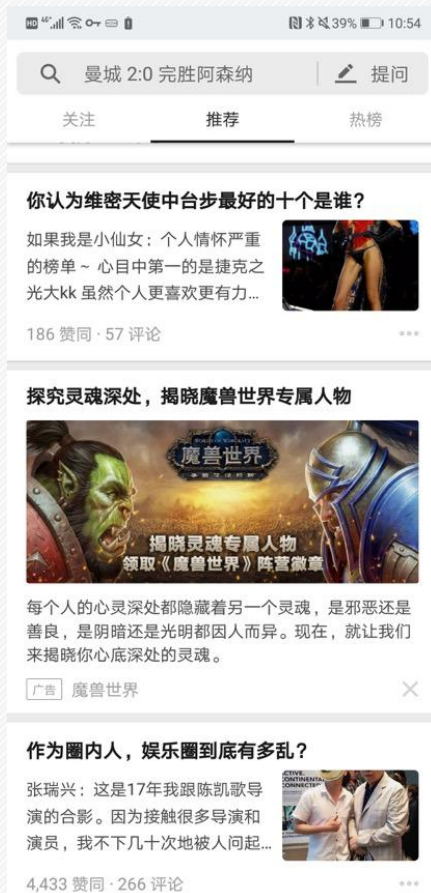 HD 46 39% 10:54
曼城 2:0 完胜阿森纳 提问
关注 推荐 热榜
你认为维密天使中台步最好的十个是谁？
如果我是小仙女：个人情怀严重
的榜单~ 心目中第一的是捷克之
光大kk 虽然个人更喜欢更有力...
186 赞同 · 57 评论
探究灵魂深处，揭晓魔兽世界专属人物
WORLD OF WARCRAFT
魔兽世界
揭晓灵魂专属人物
领取《魔兽世界》阵营徽章
每个人的心灵深处都隐藏着另一个灵魂，是邪恶还是
善良，是阴暗还是光明都因人而异。现在，就让我们
来揭晓你心底深处的灵魂。
广告 魔兽世界
作为圈内人，娱乐圈到底有多乱？
张瑞兴：这是17年我跟陈凯歌导
演的合影。因为接触很多导演和
演员，我不下几十次地被人问起...
CONTINENTAL
4,433 赞同 · 266 评论